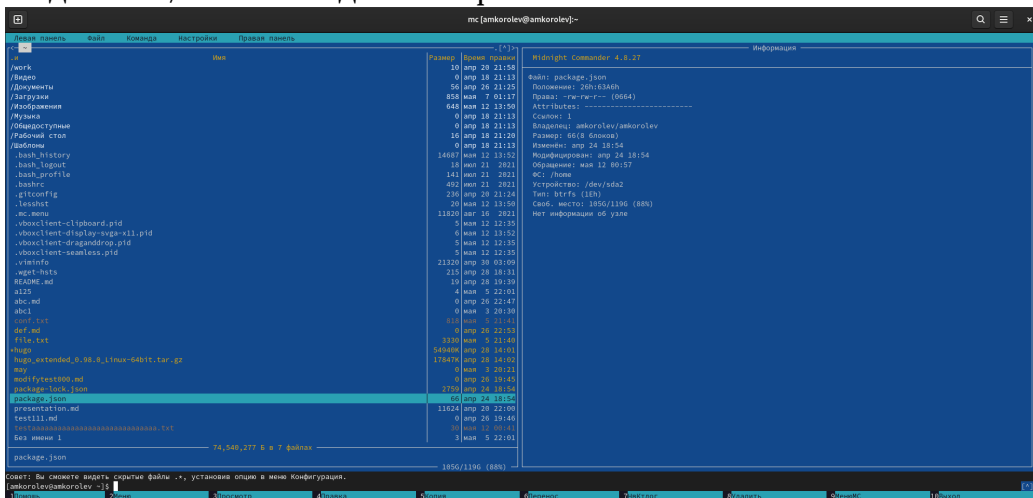 mc [amkorolev@amkorolev]:~
Левая панель Файл Команда Настройки Правая панель
<- ~ .[^]>
.и Имя Размер Время правки
/work 10 апр 20 21:58
/Видео 0 апр 18 21:13
/Документы 56 апр 26 21:25
/Загрузки 858 мая 7 01:17
/Изображения 648 мая 12 13:50
/Музыка 0 апр 18 21:13
/Общедоступные 0 апр 18 21:13
/Рабочий стол 16 апр 18 21:20
/Шаблоны 0 апр 18 21:13
.bash_history 14687 мая 12 13:52
.bash_logout 18 июл 21 2021
.bash_profile 141 июл 21 2021
.bashrc 492 июл 21 2021
.gitconfig 236 апр 20 21:24
.lesshst 20 мая 12 13:50
.mc.menu 11820 авг 16 2021
.vboxclient-clipboard.pid 5 мая 12 12:35
.vboxclient-display-svga-x11.pid 6 мая 12 13:52
.vboxclient-draganddrop.pid 5 мая 12 12:35
.vboxclient-seamless.pid 5 мая 12 12:35
.viminfo 21320 апр 30 03:09
.wget-hsts 215 апр 28 18:31
README.md 19 апр 28 19:39
a125 4 мая 5 22:01
abc.md 0 апр 26 22:47
abc1 0 мая 3 20:30
conf.txt 818 мая 5 21:41
def.md 0 апр 26 22:53
file.txt 3330 мая 5 21:40
*hugo 54940K апр 28 14:01
hugo_extended_0.98.0_Linux-64bit.tar.gz 17847K апр 28 14:02
may 0 мая 3 20:21
modifytest000.md 0 апр 26 19:45
package-lock.json 2759 апр 24 18:54
package.json 66 апр 24 18:54
presentation.md 11624 апр 20 22:00
test111.md 0 апр 26 19:46
30 мая 12 00:41
Без имени 1 3 мая 5 22:01
74,540,277 Б в 7 файлах
package.json
105G/119G (88%)
Информация
Midnight Commander 4.8.27
Файл: package.json
Положение: 26h:63A6h
Права: -rw-rw-r-- (0664)
Attributes: ------------------------
Ссылок: 1
Владелец: amkorolev/amkorolev
Размер: 66(8 блоков)
Изменён: апр 24 18:54
Модифицирован: апр 24 18:54
Обращение: мая 12 00:57
ФС: /home
Устройство: /dev/sda2
Тип: btrfs (1Eh)
Своб. место: 105G/119G (88%)
Нет информации об узле
Совет: Вы сможете видеть скрытые файлы .*, установив опцию в меню Конфигурация.
[amkorolev@amkorolev ~]$ [^]
1Помощь 2Меню 3Просмотр 4Правка 5Копия 6Перенос 7НвКтлог 8Удалить 9МенюMC 10Выход